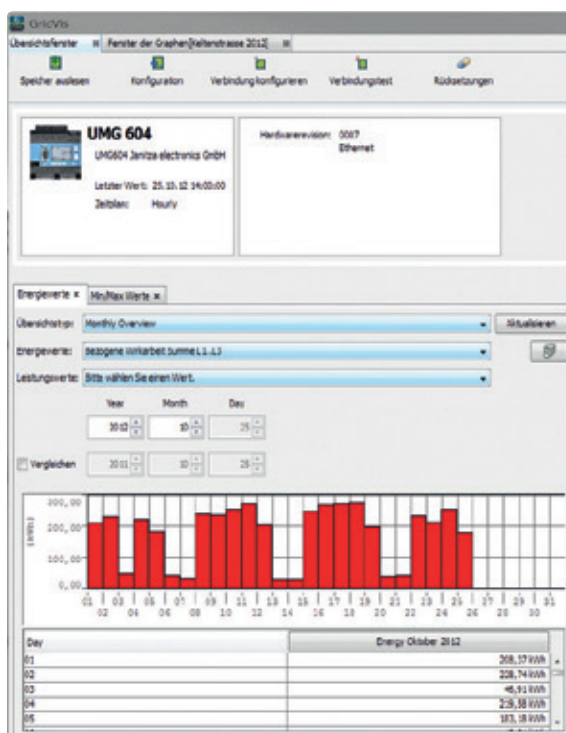 GridVis
Übersichtsfenster Fenster der Graphen[Keltenstrasse 2012]
Speicher auslesen Konfiguration Verbindung konfigurieren Verbindungstest Rücksetzungen
UMG 604
UMG604 Janitza electronics GmbH
Letzter Wert: 25.10.12 14:00:00
Zeitplan: Hourly
Hardwarerevision: 0007
Ethernet
Energiewerte x Min/Max Werte x
Übersichtstyp: Monthly Overview Aktualisieren
Energiewerte: Bezogene Wirkarbeit Summe L1..L3
Leistungswerte: Bitte wählen Sie einen Wert.
Year Month Day
2012 10 25
Vergleichen 2011 10 25
300,00
200,00
100,00
0,00
[kWh]
01 03 05 07 09 11 13 15 17 19 21 23 25 27 29 31
02 04 06 08 10 12 14 16 18 20 22 24 26 28 30
Day Energy Oktober 2012
01 208,37 kWh
02 228,74 kWh
03 46,91 kWh
04 219,58 kWh
05 183,18 kWh